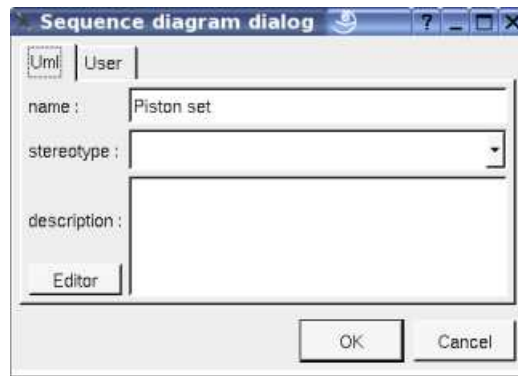 Sequence diagram dialog
Uml User
name : Piston set
stereotype :
description :
Editor
OK Cancel